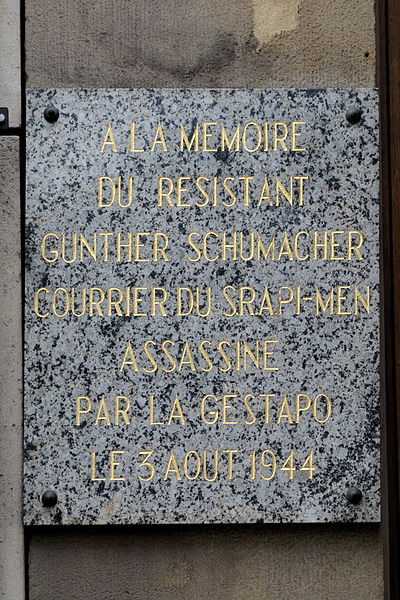 A LA MEMOIRE
DU RESISTANT
GUNTHER SCHUMACHER
COURRIER DU S.R.A.P.I-MEN
ASSASSINE
PAR LA GESTAPO
LE 3 AOUT 1944